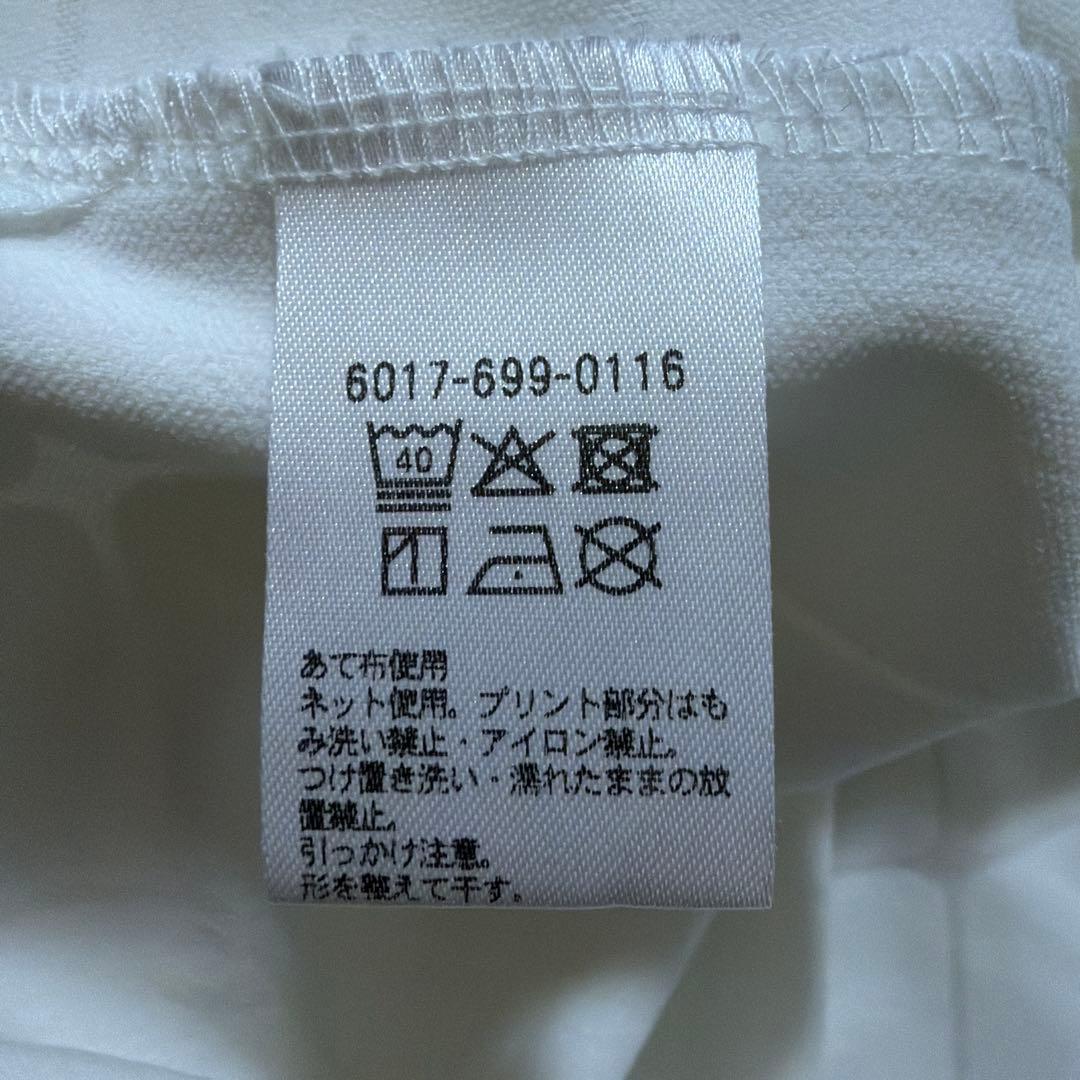 6017-699-0116
40
あて布使用
ネット使用。プリント部分はも
み洗い禁止・アイロン禁止。
つけ置き洗い・濡れたままの放
置禁止。
引っかけ注意。
形を整えて干す。